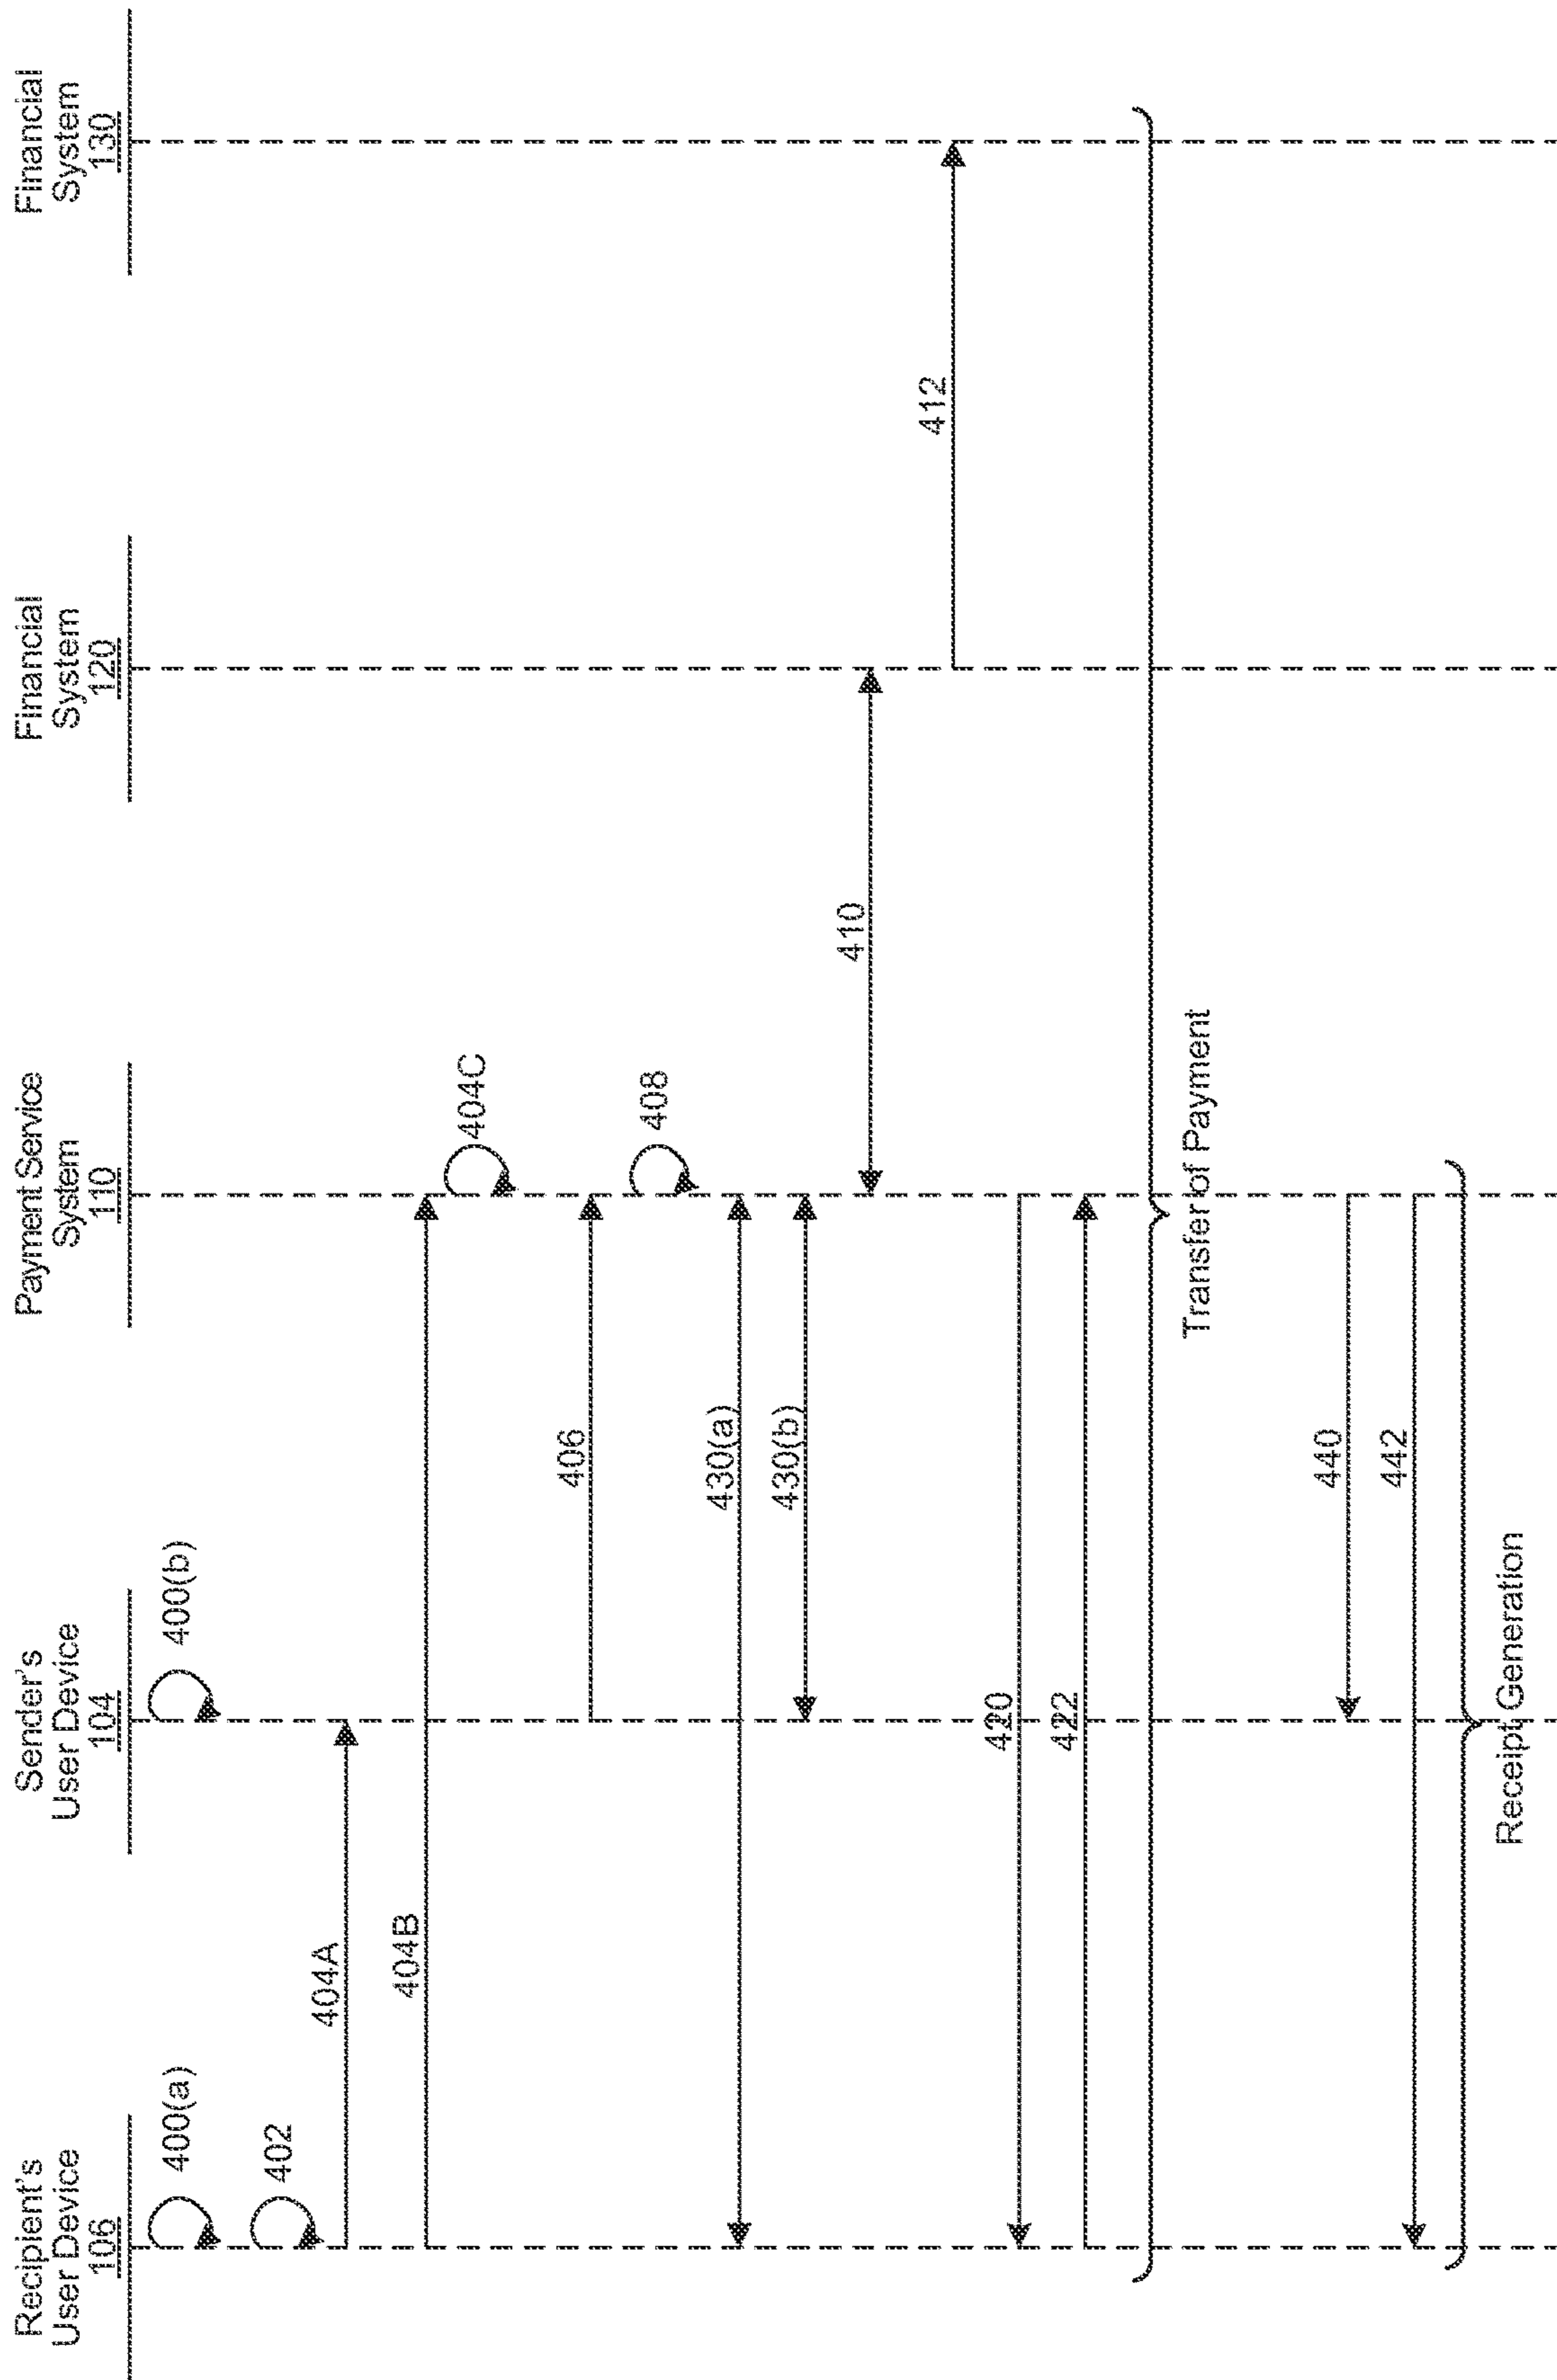 Recipient's
User Device
106
Sender's
User Device
104
Payment Service
System
110
Financial
System
120
Financial
System
130
400(a)
400(b)
402
404A
404B
404C
406
408
430(a)
430(b)
410
412
420
422
Transfer of Payment
440
442
Receipt Generation